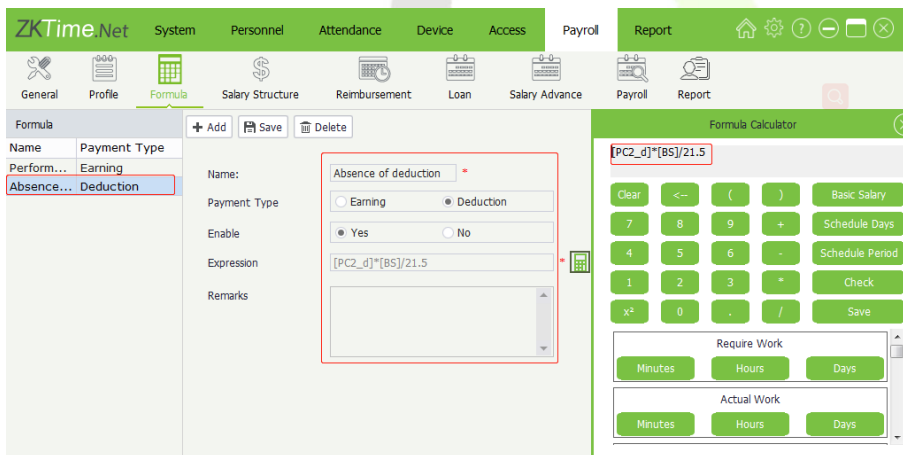 ZKTime.Net System Personnel Attendance Device Access Payroll Report
General Profile Formula Salary Structure Reimbursement Loan Salary Advance Payroll Report
Formula
Name Payment Type
Perform... Earning
Absence... Deduction
+ Add Save Delete
Name: Absence of deduction *
Payment Type Earning Deduction
Enable Yes No
Expression [PC2_d]*[BS]/21.5 *
Remarks
Formula Calculator
[PC2_d]*[BS]/21.5
Clear <-- ( ) Basic Salary
7 8 9 + Schedule Days
4 5 6 - Schedule Period
1 2 3 * Check
x² 0 . / Save
Require Work
Minutes Hours Days
Actual Work
Minutes Hours Days